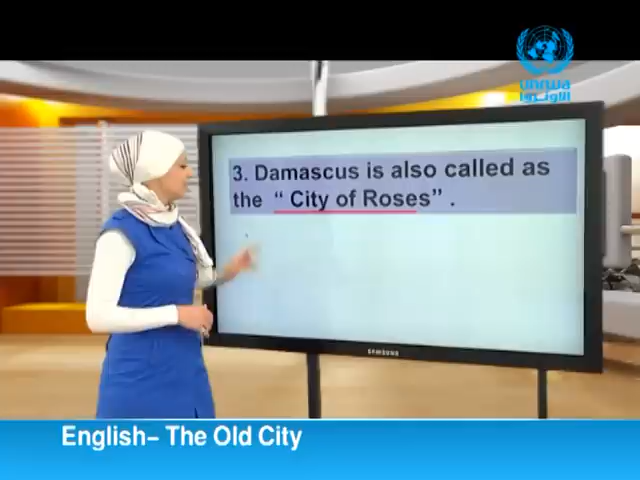 unrwa
الأونروا
3. Damascus is also called as
the “ City of Roses” .
SAMSUNG
English– The Old City